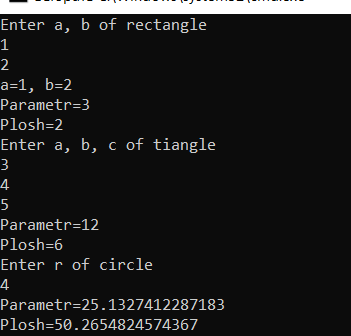 Enter a, b of rectangle
1
2
a=1, b=2
Parametr=3
Plosh=2
Enter a, b, c of tiangle
3
4
5
Parametr=12
Plosh=6
Enter r of circle
4
Parametr=25.1327412287183
Plosh=50.2654824574367